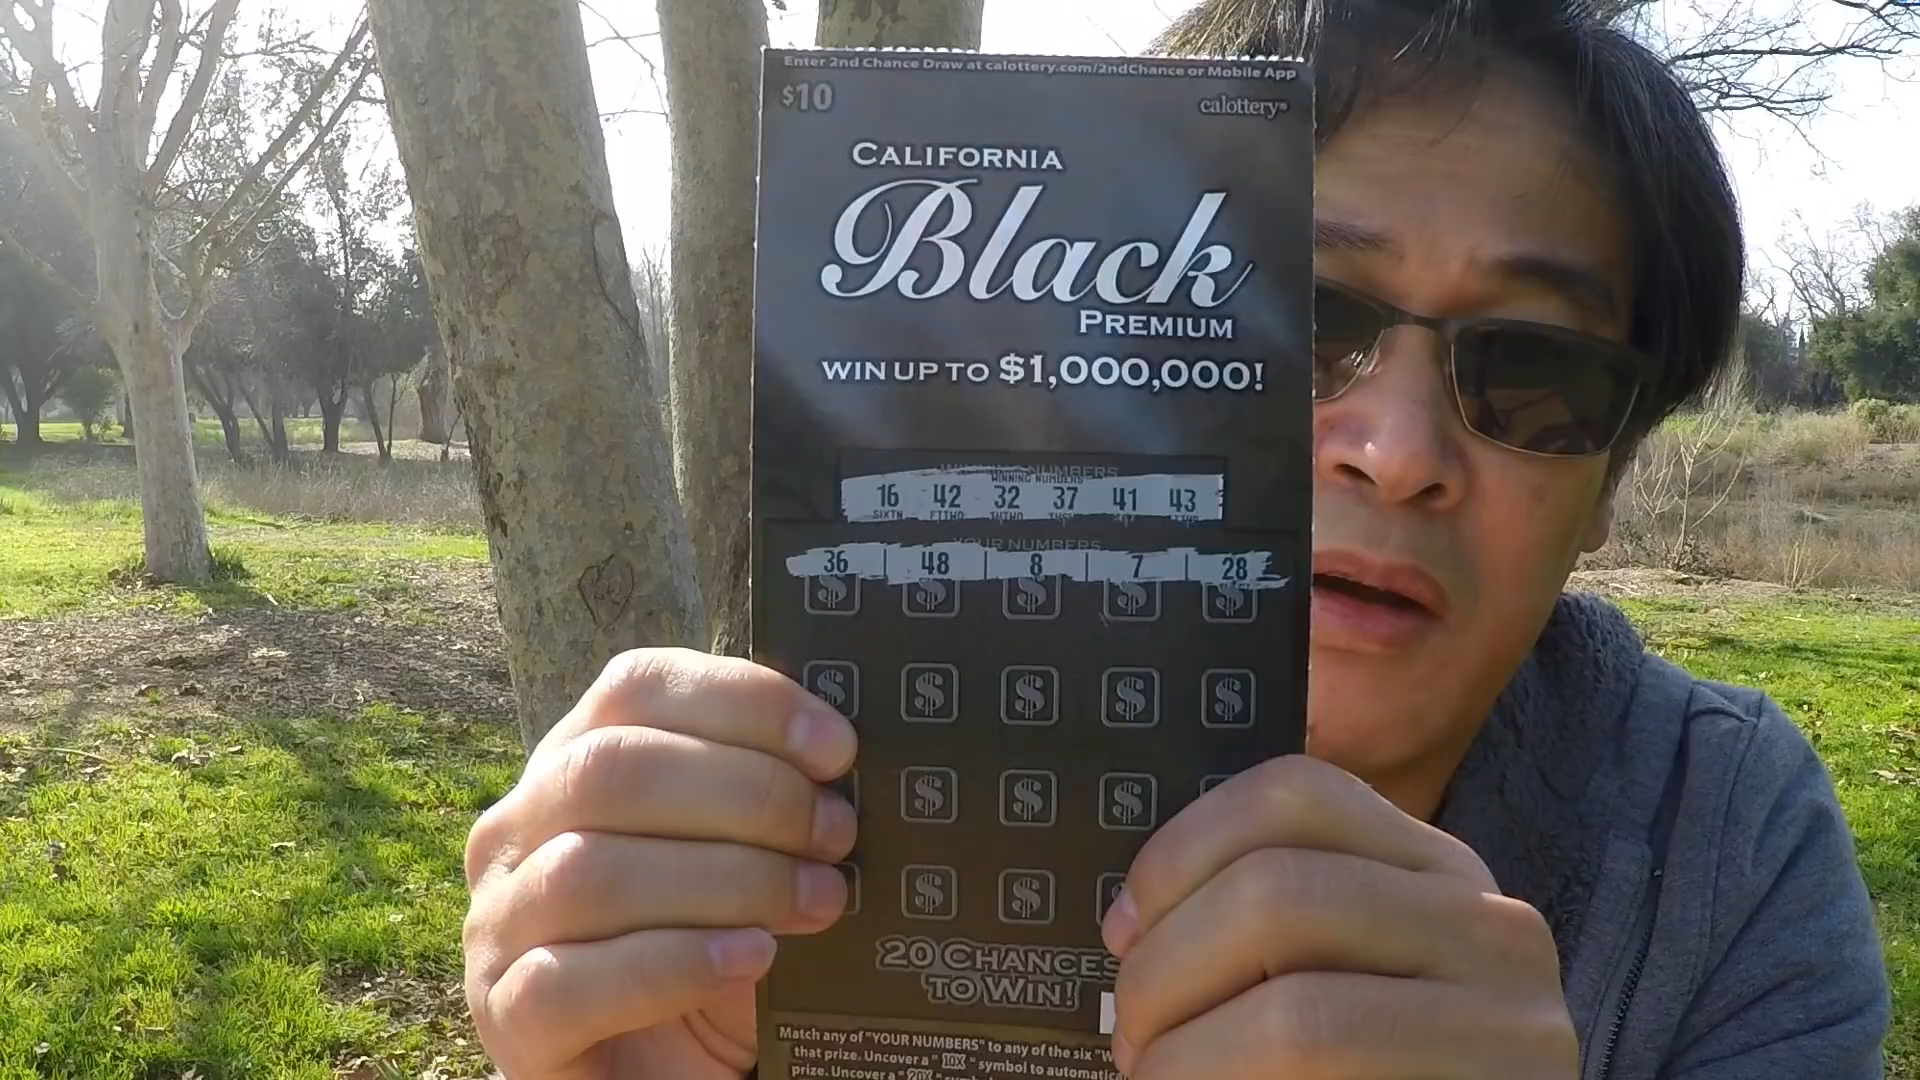 Enter 2nd Chance Draw at calottery.com/2ndChance or Mobile App
$10
calottery
CALIFORNIA
Black
PREMIUM
WIN UP TO $1,000,000!
NUMBERS
WINNING NUMBERS
16 42 32 37 41 43
SIXTN
YOUR NUMBERS
36 48 8 7 28
20 CHANCES
TO WIN!
Match any of "YOUR NUMBERS" to any of the six "W
that prize. Uncover a "10X" symbol to automatica
prize. Uncover a "20X"